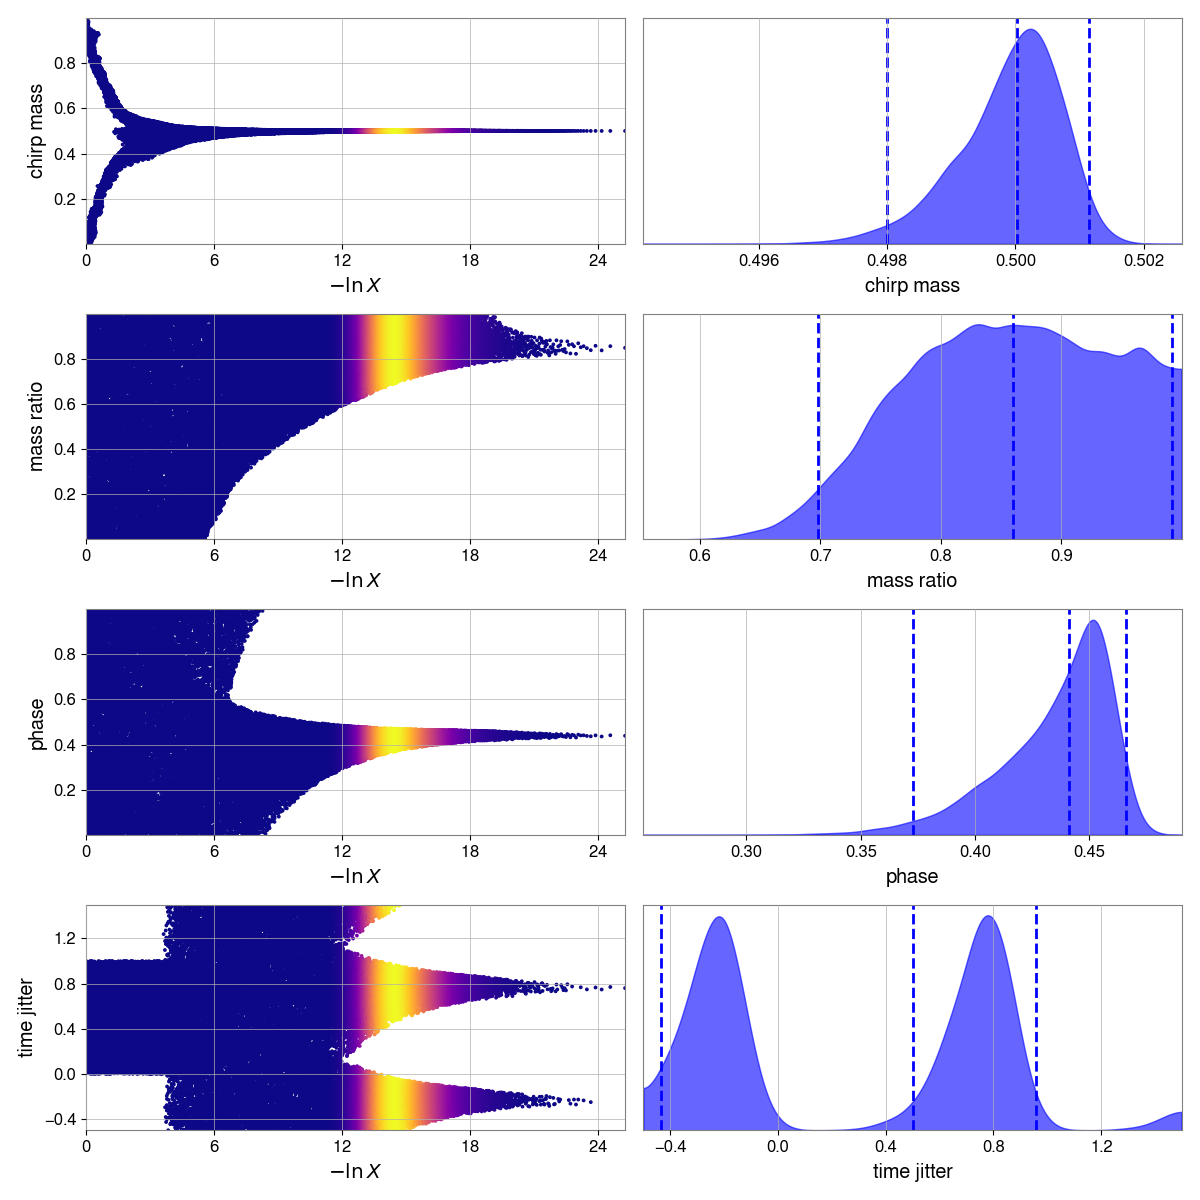 0.8
0.6
0.4
0.2
chirp mass
0 6 12 18 24
−ln X
0.496 0.498 0.500 0.502
chirp mass
0.8
0.6
0.4
0.2
mass ratio
0 6 12 18 24
−ln X
0.6 0.7 0.8 0.9
mass ratio
0.8
0.6
0.4
0.2
phase
0 6 12 18 24
−ln X
0.30 0.35 0.40 0.45
phase
1.2
0.8
0.4
0.0
−0.4
time jitter
0 6 12 18 24
−ln X
−0.4 0.0 0.4 0.8 1.2
time jitter